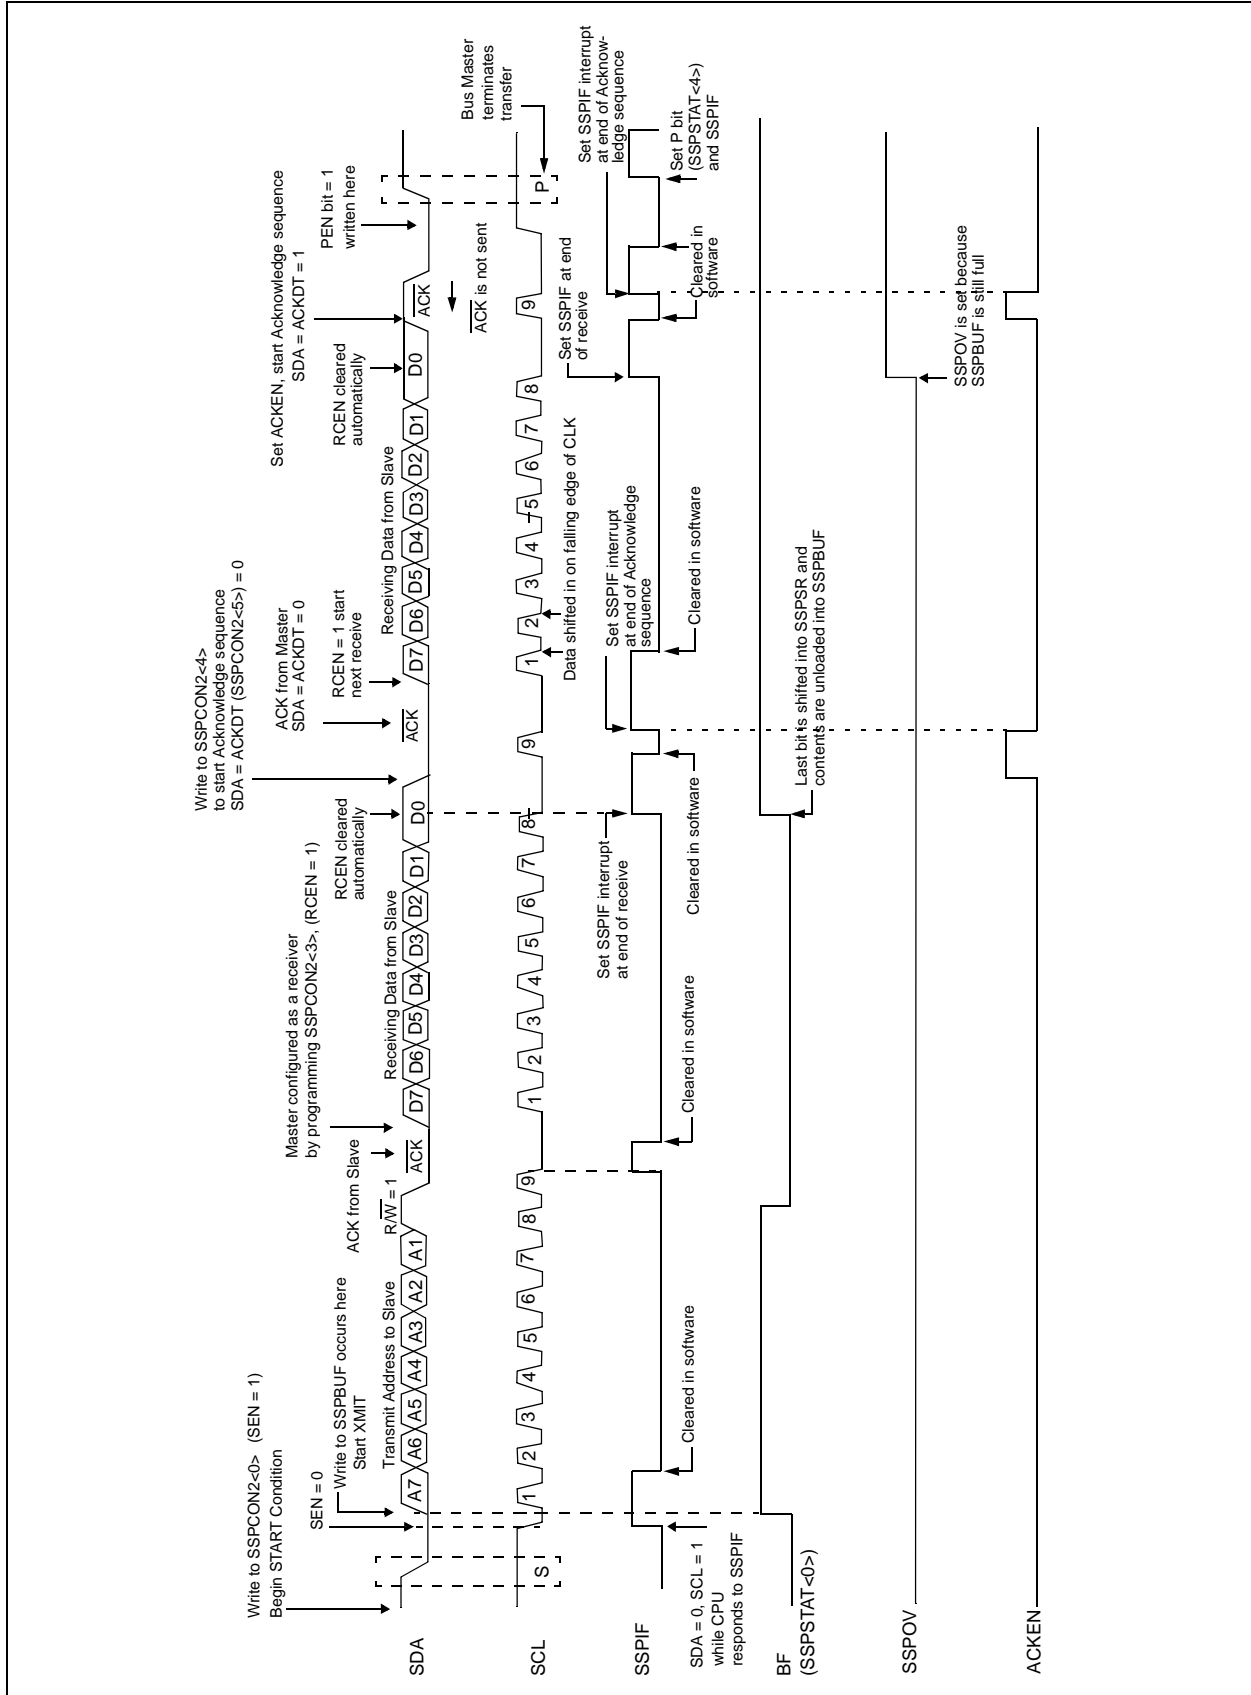 Write to SSPCON2<0> (SEN = 1)
Begin START Condition
SEN = 0
Write to SSPBUF occurs here
Start XMIT
Transmit Address to Slave
ACK from Slave
R/W = 1
Master configured as a receiver
by programming SSPCON2<3>, (RCEN = 1)
Receiving Data from Slave
RCEN cleared
automatically
Write to SSPCON2<4>
to start Acknowledge sequence
SDA = ACKDT (SSPCON2<5>) = 0
ACK from Master
SDA = ACKDT = 0
RCEN = 1 start
next receive
Receiving Data from Slave
RCEN cleared
automatically
Set ACKEN, start Acknowledge sequence
SDA = ACKDT = 1
PEN bit = 1
written here
SDA
A7 A6 A5 A4 A3 A2 A1
ACK
D7 D6 D5 D4 D3 D2 D1 D0
ACK
D7 D6 D5 D4 D3 D2 D1 D0
ACK
ACK is not sent
Bus Master
terminates
transfer
SCL
S
1 2 3 4 5 6 7 8 9
1 2 3 4 5 6 7 8 9
1 2 3 4 5 6 7 8 9
P
Data shifted in on falling edge of CLK
Set SSPIF at end
of receive
Set SSPIF interrupt
at end of Acknow-
ledge sequence
SSPIF
Set SSPIF interrupt
at end of receive
Set SSPIF interrupt
at end of Acknowledge
sequence
SDA = 0, SCL = 1
while CPU
responds to SSPIF
Cleared in software
Cleared in software
Cleared in software
Cleared in software
Cleared in
software
Set P bit
(SSPSTAT<4>)
and SSPIF
BF
(SSPSTAT<0>)
Last bit is shifted into SSPSR and
contents are unloaded into SSPBUF
SSPOV
SSPOV is set because
SSPBUF is still full
ACKEN